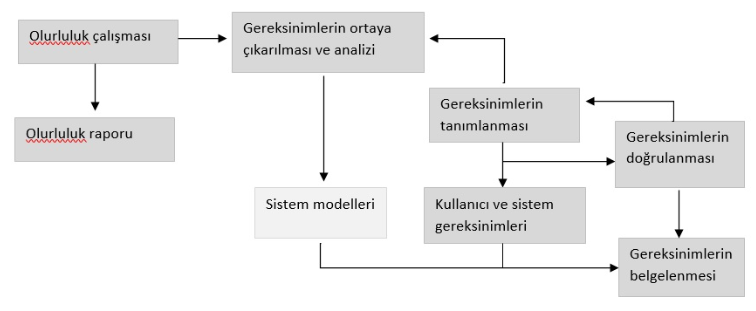 Olurluluk çalışması
Gereksinimlerin ortaya
çıkarılması ve analizi
Gereksinimlerin
tanımlanması
Olurluluk raporu
Gereksinimlerin
doğrulanması
Sistem modelleri
Kullanıcı ve sistem
gereksinimleri
Gereksinimlerin
belgelenmesi